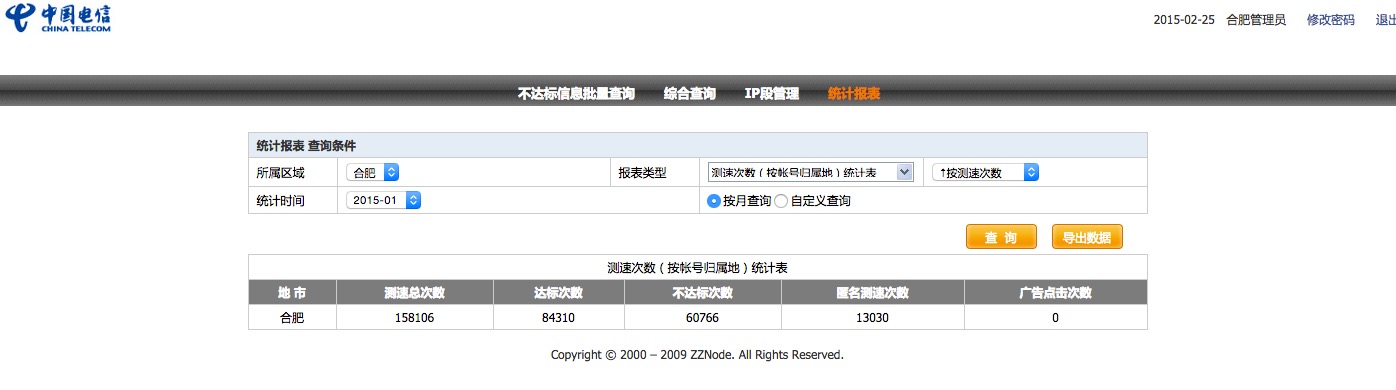 中国电信
CHINA TELECOM
2015-02-25 合肥管理员 修改密码 退出
不达标信息批量查询 综合查询 IP段管理 统计报表
统计报表 查询条件
所属区域 合肥 报表类型 测速次数（按帐号归属地）统计表 ↑按测速次数
统计时间 2015-01 按月查询 自定义查询
查 询 导出数据
测速次数（按帐号归属地）统计表
地 市 测速总次数 达标次数 不达标次数 匿名测速次数 广告点击次数
合肥 158106 84310 60766 13030 0
Copyright © 2000 – 2009 ZZNode. All Rights Reserved.